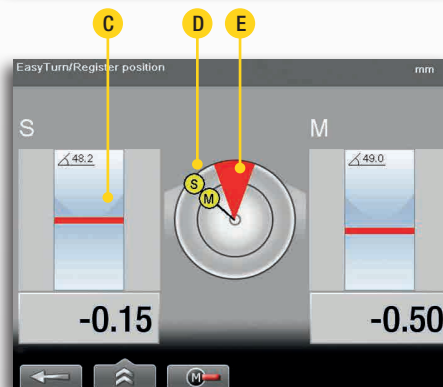 C D E
EasyTurn/Register position mm
S M
48.2 49.0
S
M
-0.15 -0.50
M